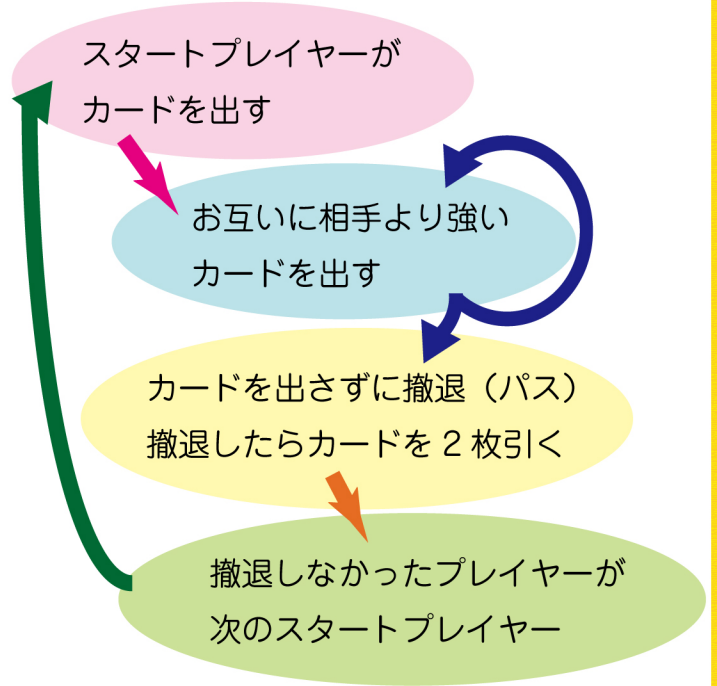 スタートプレイヤーが
カードを出す
お互いに相手より強い
カードを出す
カードを出さずに撤退（パス）
撤退したらカードを2枚引く
撤退しなかったプレイヤーが
次のスタートプレイヤー